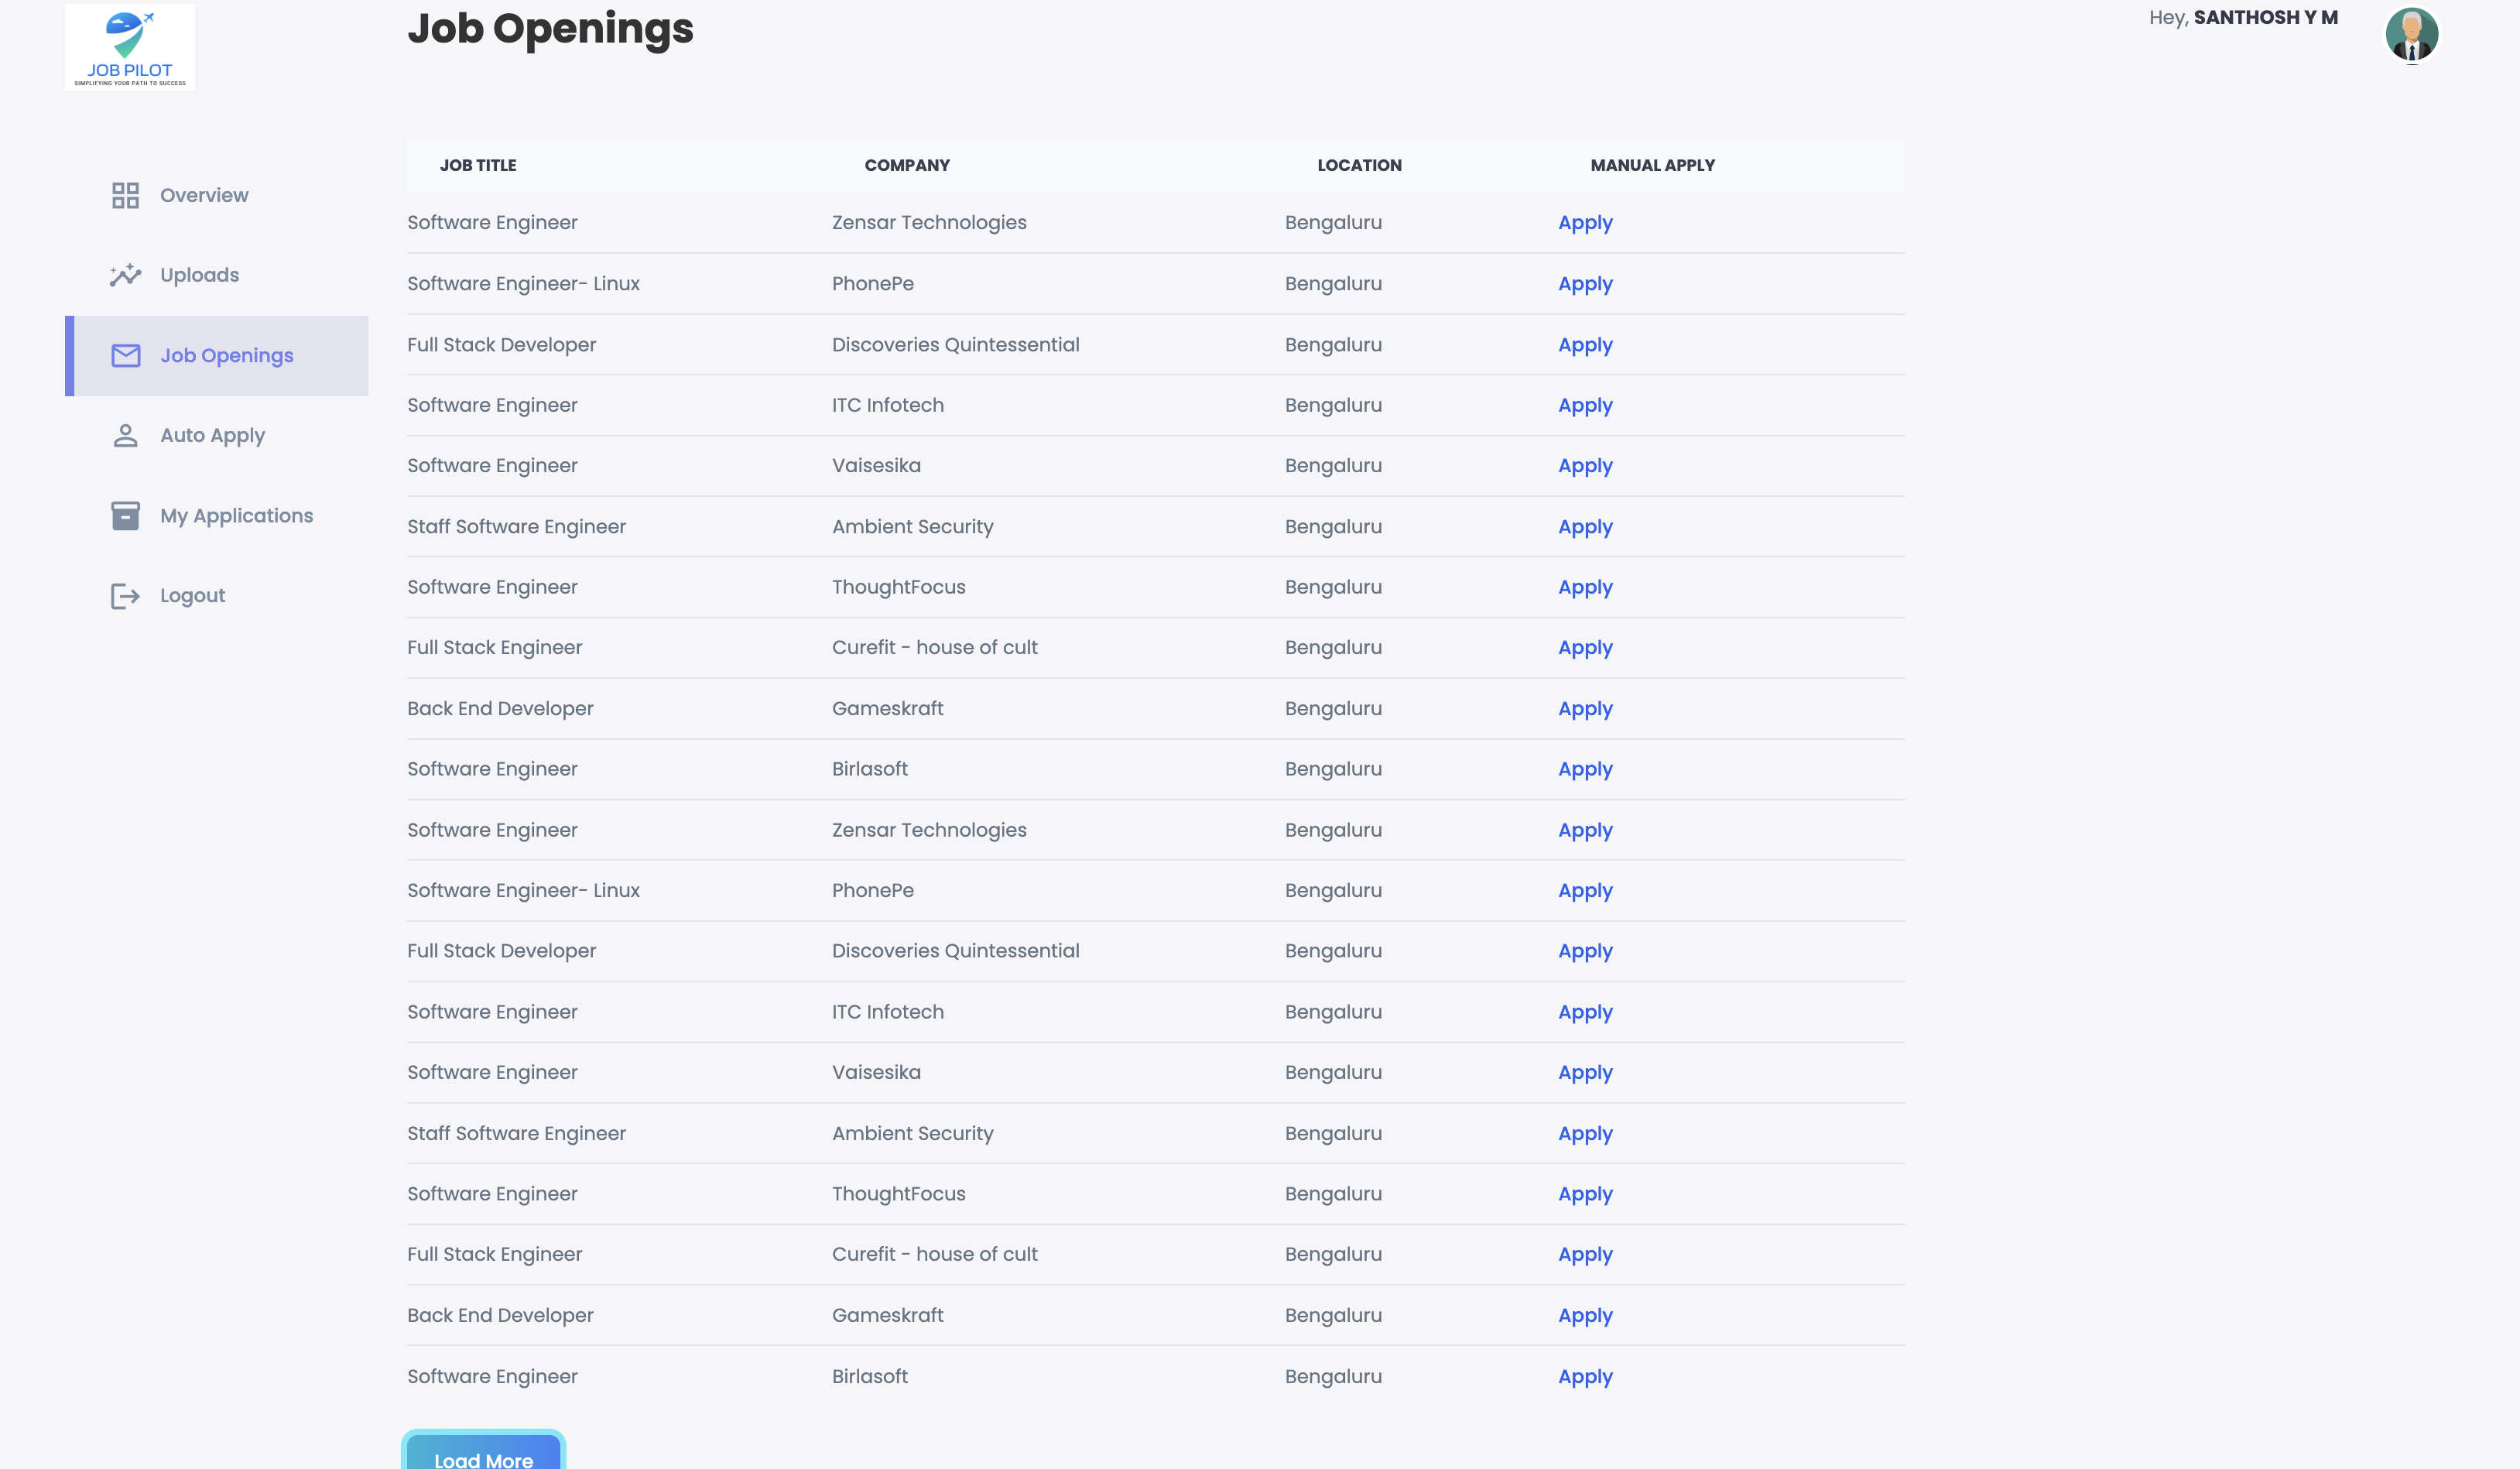 JOB PILOT
SIMPLIFYING YOUR PATH TO SUCCESS
Job Openings
Hey, SANTHOSH Y M
Overview
Uploads
Job Openings
Auto Apply
My Applications
Logout
JOB TITLE COMPANY LOCATION MANUAL APPLY
Software Engineer Zensar Technologies Bengaluru Apply
Software Engineer- Linux PhonePe Bengaluru Apply
Full Stack Developer Discoveries Quintessential Bengaluru Apply
Software Engineer ITC Infotech Bengaluru Apply
Software Engineer Vaisesika Bengaluru Apply
Staff Software Engineer Ambient Security Bengaluru Apply
Software Engineer ThoughtFocus Bengaluru Apply
Full Stack Engineer Curefit - house of cult Bengaluru Apply
Back End Developer Gameskraft Bengaluru Apply
Software Engineer Birlasoft Bengaluru Apply
Software Engineer Zensar Technologies Bengaluru Apply
Software Engineer- Linux PhonePe Bengaluru Apply
Full Stack Developer Discoveries Quintessential Bengaluru Apply
Software Engineer ITC Infotech Bengaluru Apply
Software Engineer Vaisesika Bengaluru Apply
Staff Software Engineer Ambient Security Bengaluru Apply
Software Engineer ThoughtFocus Bengaluru Apply
Full Stack Engineer Curefit - house of cult Bengaluru Apply
Back End Developer Gameskraft Bengaluru Apply
Software Engineer Birlasoft Bengaluru Apply
Load More